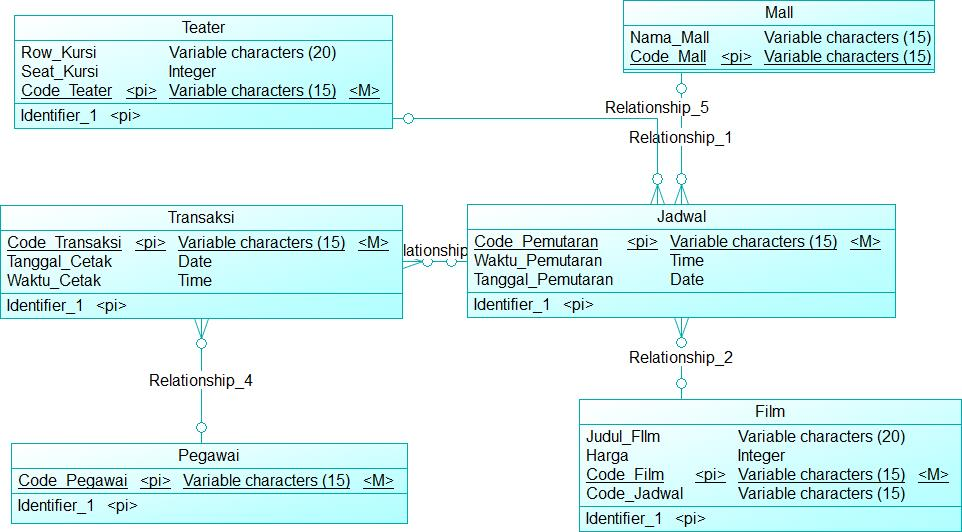 Teater
Row_Kursi Variable characters (20)
Seat_Kursi Integer
Code_Teater <pi> Variable characters (15) <M>
Identifier_1 <pi>
Mall
Nama_Mall Variable characters (15)
Code_Mall <pi> Variable characters (15)
Relationship_5
Relationship_1
Transaksi
Code_Transaksi <pi> Variable characters (15) <M>
Tanggal_Cetak Date
Waktu_Cetak Time
Identifier_1 <pi>
lationship
Jadwal
Code_Pemutaran <pi> Variable characters (15) <M>
Waktu_Pemutaran Time
Tanggal_Pemutaran Date
Identifier_1 <pi>
Relationship_4
Relationship_2
Pegawai
Code_Pegawai <pi> Variable characters (15) <M>
Identifier_1 <pi>
Film
Judul_FIlm Variable characters (20)
Harga Integer
Code_Film <pi> Variable characters (15) <M>
Code_Jadwal Variable characters (15)
Identifier_1 <pi>